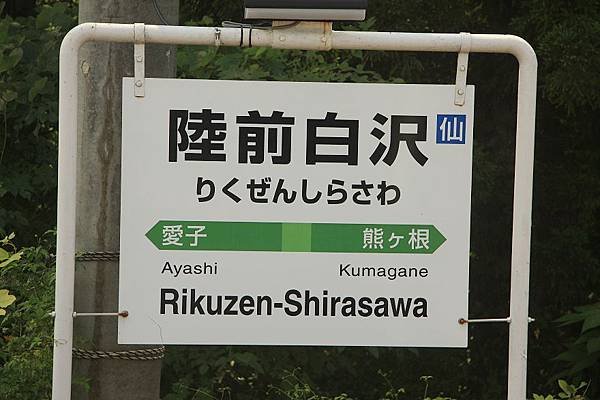 陸前白沢 仙
りくぜんしらさわ
愛子 熊ヶ根
Ayashi Kumagane
Rikuzen-Shirasawa